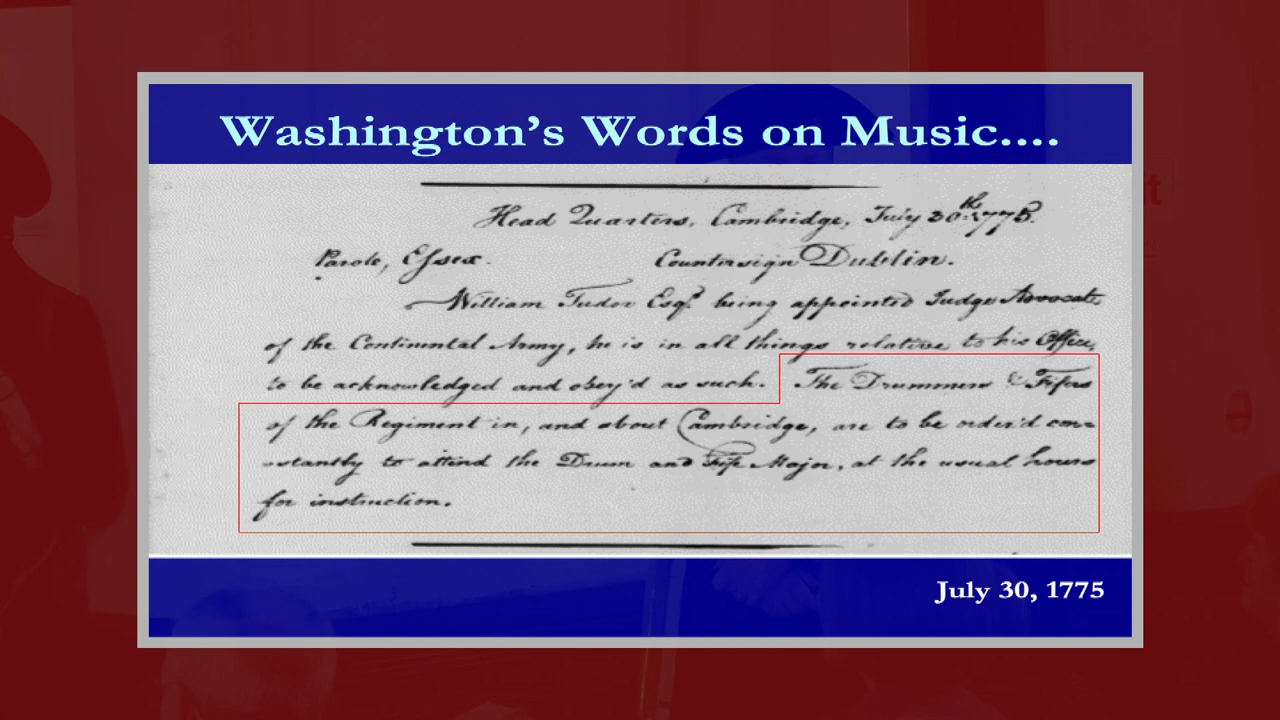 Washington's Words on Music....
Head Quarters, Cambridge, July 30th 1775.
Parole, Essex. Countersign Dublin.
William Tudor Esqr. being appointed Judge Advocate
of the Continental Army, he is in all things relative to his Office,
to be acknowledged and obey'd as such. The Drummers & Fifers
of the Regiment in, and about Cambridge, are to be order'd con=
-stantly to attend the Drum and Fife Major, at the usual hours
for instruction.
July 30, 1775